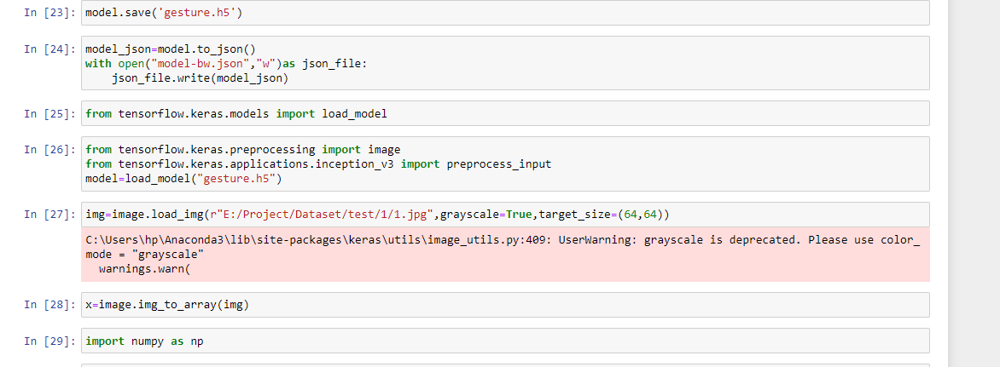 In [23]: model.save('gesture.h5')
In [24]: model_json=model.to_json()
with open("model-bw.json","w")as json_file:
    json_file.write(model_json)
In [25]: from tensorflow.keras.models import load_model
In [26]: from tensorflow.keras.preprocessing import image
from tensorflow.keras.applications.inception_v3 import preprocess_input
model=load_model("gesture.h5")
In [27]: img=image.load_img(r"E:/Project/Dataset/test/1/1.jpg",grayscale=True,target_size=(64,64))
C:\Users\hp\Anaconda3\lib\site-packages\keras\utils\image_utils.py:409: UserWarning: grayscale is deprecated. Please use color_
mode = "grayscale"
  warnings.warn(
In [28]: x=image.img_to_array(img)
In [29]: import numpy as np